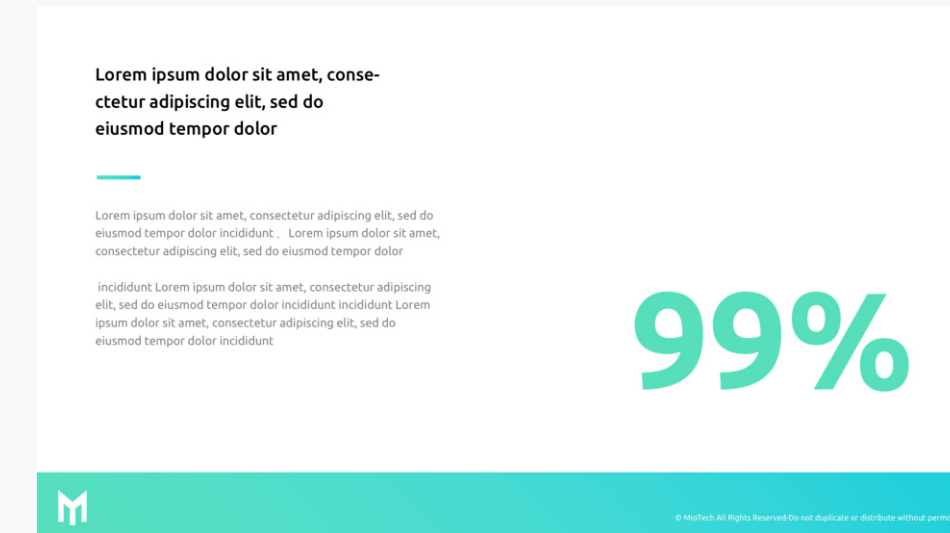 Lorem ipsum dolor sit amet, conse-
ctetur adipiscing elit, sed do
eiusmod tempor dolor
Lorem ipsum dolor sit amet, consectetur adipiscing elit, sed do
eiusmod tempor dolor incididunt 。 Lorem ipsum dolor sit amet,
consectetur adipiscing elit, sed do eiusmod tempor dolor
incididunt Lorem ipsum dolor sit amet, consectetur adipiscing
elit, sed do eiusmod tempor dolor incididunt incididunt Lorem
ipsum dolor sit amet, consectetur adipiscing elit, sed do
eiusmod tempor dolor incididunt
99%
© MioTech All Rights Reserved-Do not duplicate or distribute without